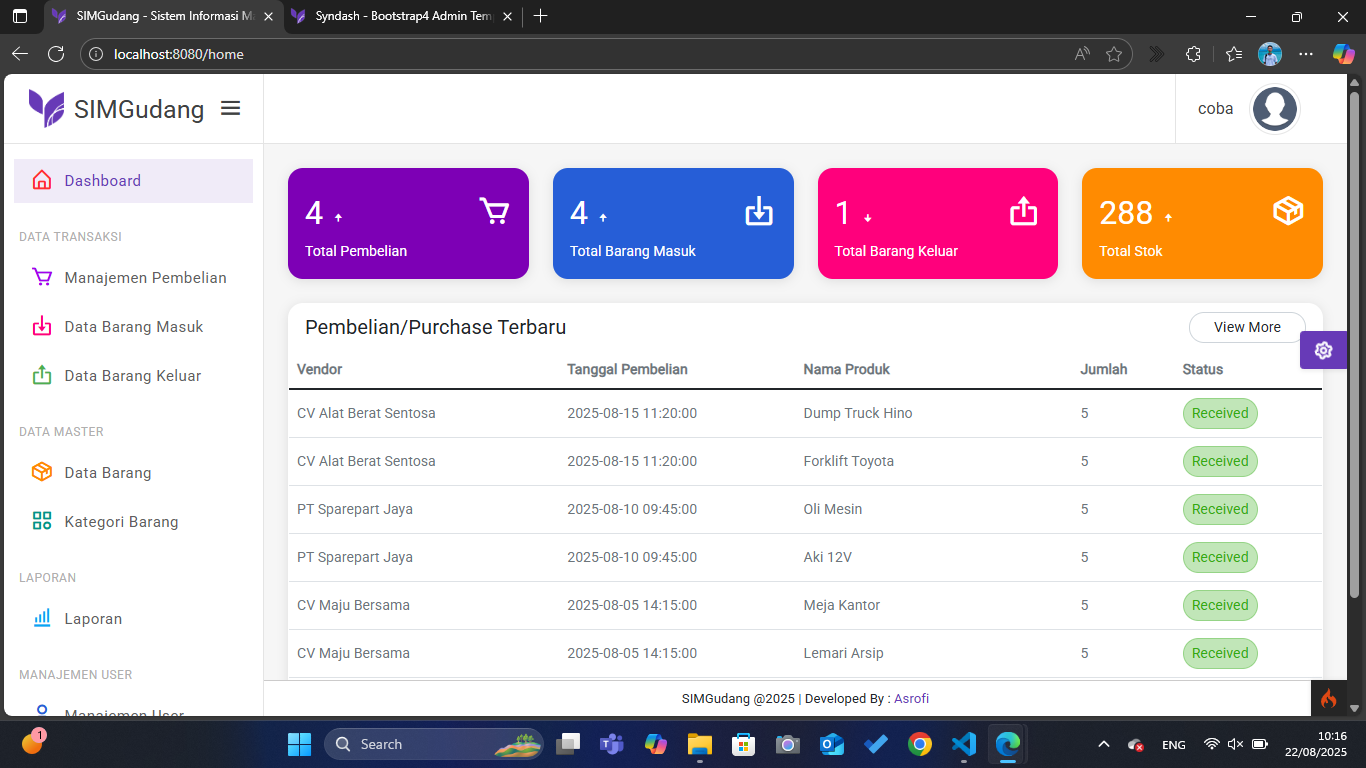 SIMGudang - Sistem Informasi Ma
Syndash - Bootstrap4 Admin Temp
localhost:8080/home
SIMGudang
coba
Dashboard
DATA TRANSAKSI
Manajemen Pembelian
Data Barang Masuk
Data Barang Keluar
DATA MASTER
Data Barang
Kategori Barang
LAPORAN
Laporan
MANAJEMEN USER
Manajemen User
4
Total Pembelian
4
Total Barang Masuk
1
Total Barang Keluar
288
Total Stok
Pembelian/Purchase Terbaru
View More
Vendor Tanggal Pembelian Nama Produk Jumlah Status
CV Alat Berat Sentosa 2025-08-15 11:20:00 Dump Truck Hino 5 Received
CV Alat Berat Sentosa 2025-08-15 11:20:00 Forklift Toyota 5 Received
PT Sparepart Jaya 2025-08-10 09:45:00 Oli Mesin 5 Received
PT Sparepart Jaya 2025-08-10 09:45:00 Aki 12V 5 Received
CV Maju Bersama 2025-08-05 14:15:00 Meja Kantor 5 Received
CV Maju Bersama 2025-08-05 14:15:00 Lemari Arsip 5 Received
SIMGudang @2025 | Developed By : Asrofi
1
Search
ENG
10:16
22/08/2025